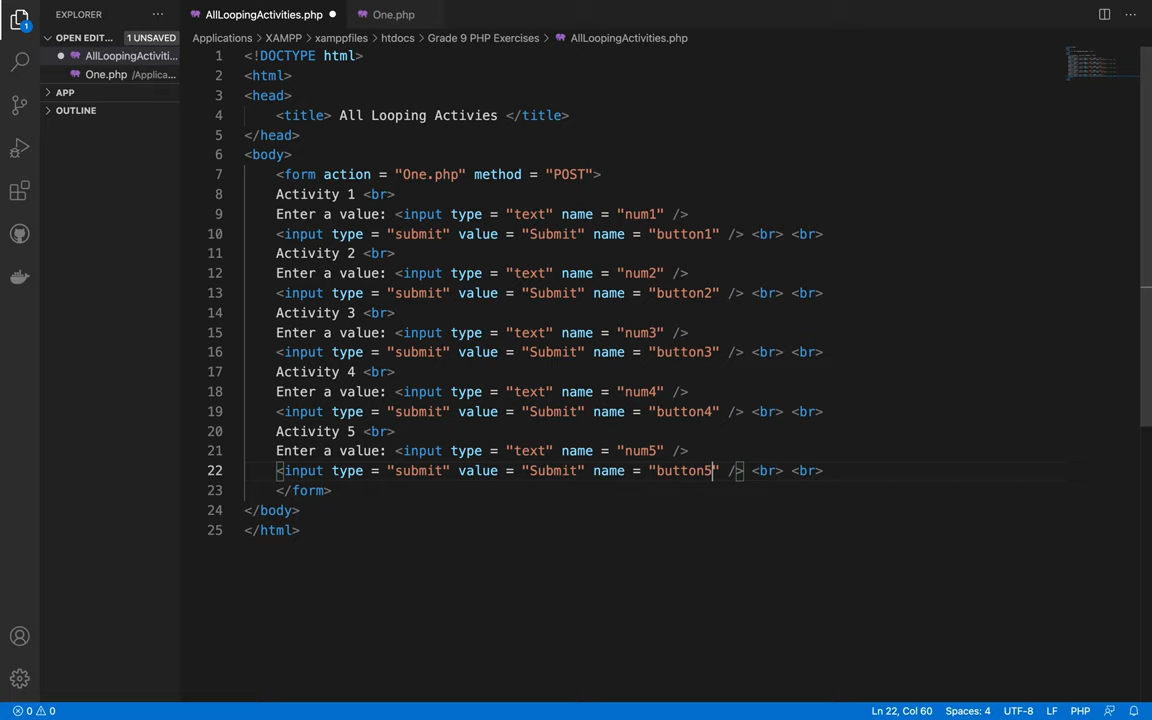 EXPLORER
AllLoopingActivities.php
One.php
OPEN EDIT... 1 UNSAVED
AllLoopingActiviti...
One.php /Applica...
APP
OUTLINE
1
Applications > XAMPP > xamppfiles > htdocs > Grade 9 PHP Exercises > AllLoopingActivities.php
1 <!DOCTYPE html>
2 <html>
3 <head>
4 <title> All Looping Activies </title>
5 </head>
6 <body>
7 <form action = "One.php" method = "POST">
8 Activity 1 <br>
9 Enter a value: <input type = "text" name = "num1" />
10 <input type = "submit" value = "Submit" name = "button1" /> <br> <br>
11 Activity 2 <br>
12 Enter a value: <input type = "text" name = "num2" />
13 <input type = "submit" value = "Submit" name = "button2" /> <br> <br>
14 Activity 3 <br>
15 Enter a value: <input type = "text" name = "num3" />
16 <input type = "submit" value = "Submit" name = "button3" /> <br> <br>
17 Activity 4 <br>
18 Enter a value: <input type = "text" name = "num4" />
19 <input type = "submit" value = "Submit" name = "button4" /> <br> <br>
20 Activity 5 <br>
21 Enter a value: <input type = "text" name = "num5" />
22 <input type = "submit" value = "Submit" name = "button5" /> <br> <br>
23 </form>
24 </body>
25 </html>
0 0
Ln 22, Col 60 Spaces: 4 UTF-8 LF PHP